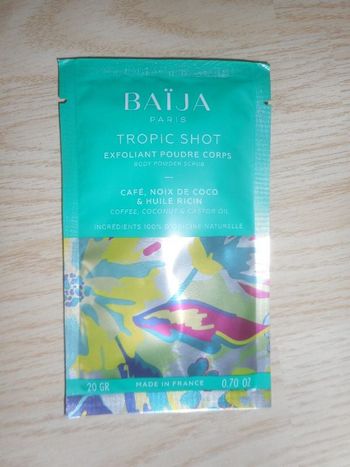 BAÏJA
PARIS
TROPIC SHOT
EXFOLIANT POUDRE CORPS
BODY POWDER SCRUB
—
CAFÉ, NOIX DE COCO
& HUILE RICIN
COFFEE, COCONUT & CASTOR OIL
INGRÉDIENTS 100% D'ORIGINE NATURELLE
20 GR MADE IN FRANCE 0.70 OZ